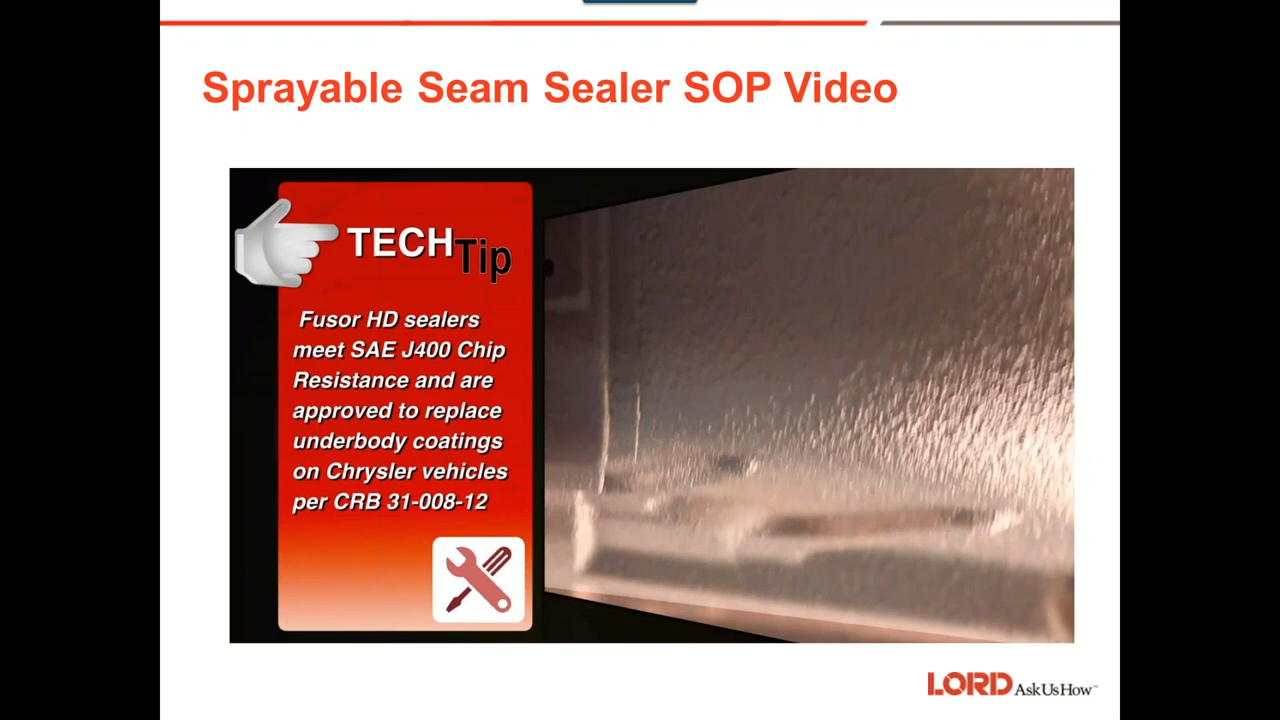 Sprayable Seam Sealer SOP Video
TECH Tip
Fusor HD sealers
meet SAE J400 Chip
Resistance and are
approved to replace
underbody coatings
on Chrysler vehicles
per CRB 31-008-12
LORD AskUsHow™